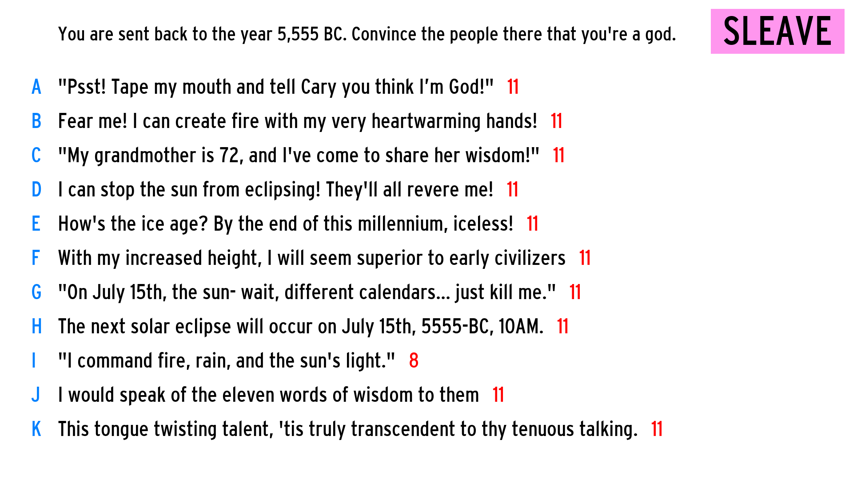 You are sent back to the year 5,555 BC. Convince the people there that you're a god.
SLEAVE
A "Psst! Tape my mouth and tell Cary you think I'm God!" 11
B Fear me! I can create fire with my very heartwarming hands! 11
C "My grandmother is 72, and I've come to share her wisdom!" 11
D I can stop the sun from eclipsing! They'll all revere me! 11
E How's the ice age? By the end of this millennium, iceless! 11
F With my increased height, I will seem superior to early civilizers 11
G "On July 15th, the sun- wait, different calendars... just kill me." 11
H The next solar eclipse will occur on July 15th, 5555-BC, 10AM. 11
I "I command fire, rain, and the sun's light." 8
J I would speak of the eleven words of wisdom to them 11
K This tongue twisting talent, 'tis truly transcendent to thy tenuous talking. 11